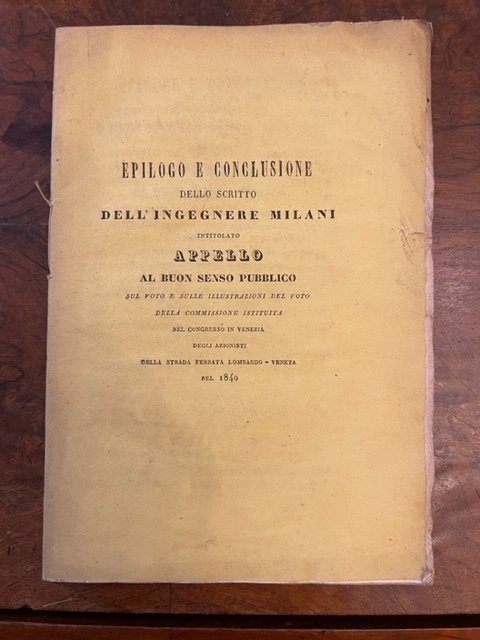 EPILOGO E CONCLUSIONE
DELLO SCRITTO
DELL'INGEGNERE MILANI
INTITOLATO
APPELLO
AL BUON SENSO PUBBLICO
SUL VOTO E SULLE ILLUSTRAZIONI DEL VOTO
DELLA COMMISSIONE ISTITUITA
NEL CONGRESSO IN VENEZIA
DEGLI AZIONISTI
DELLA STRADA FERRATA LOMBARDO - VENETA
NEL 1840